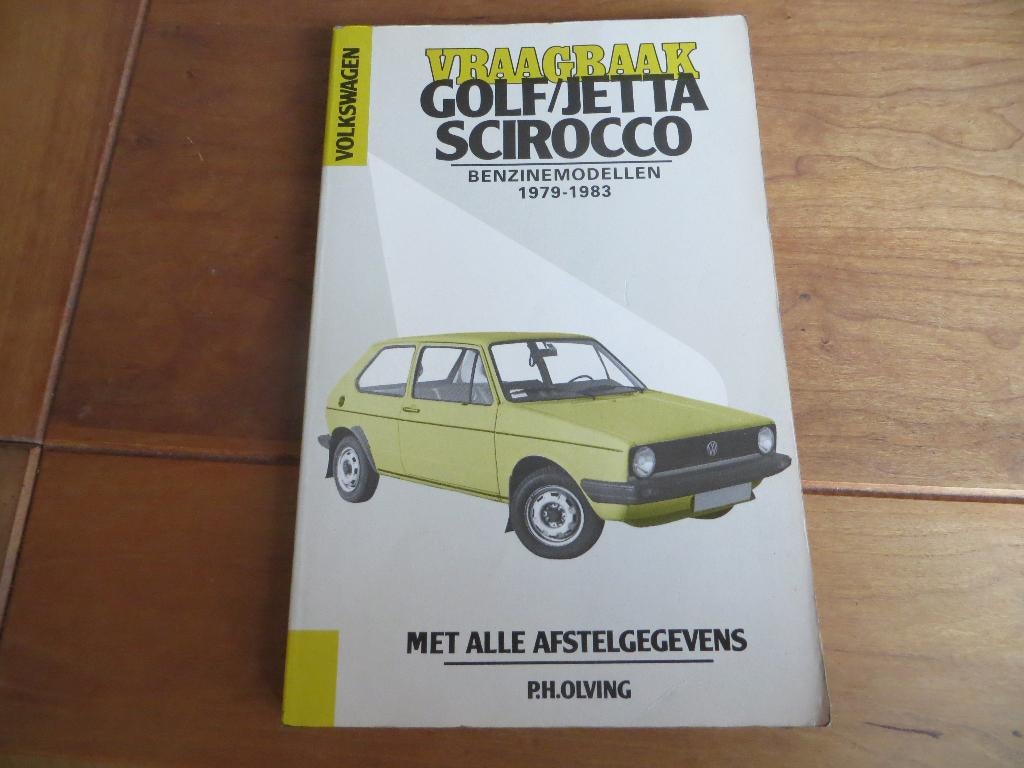 VOLKSWAGEN
VRAAGBAAK
GOLF/JETTA
SCIROCCO
BENZINEMODELLEN
1979-1983
MET ALLE AFSTELGEGEVENS
P.H.OLVING